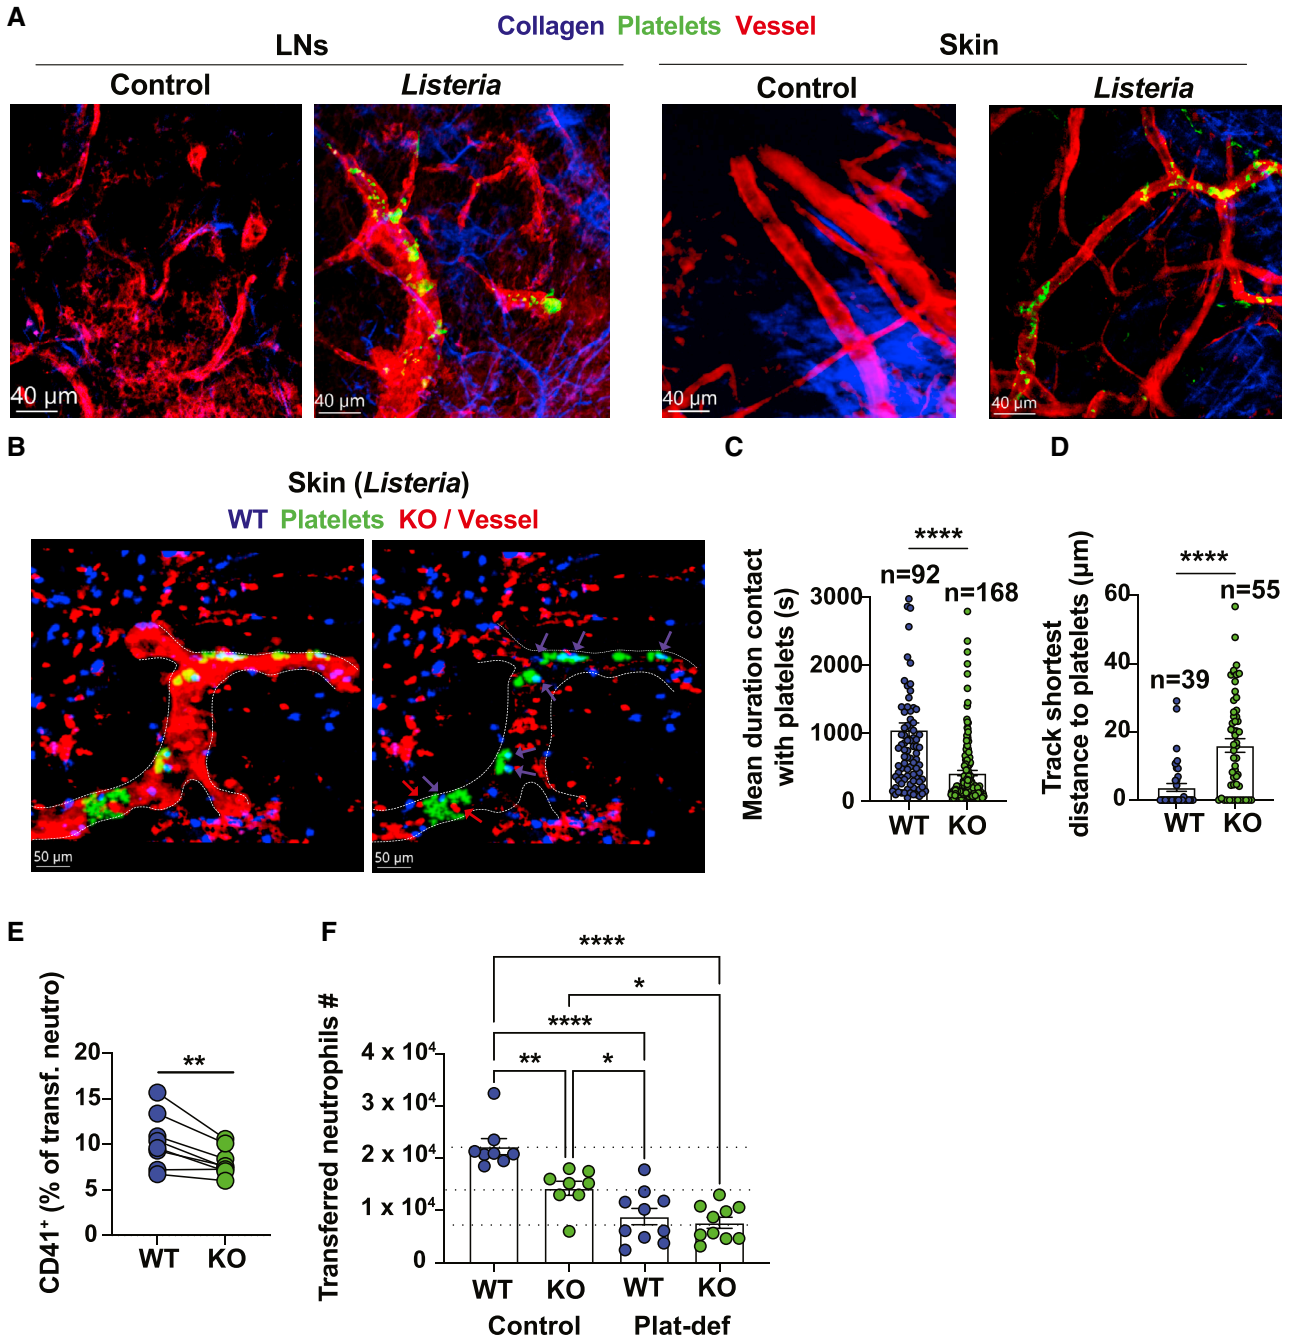 A
Collagen Platelets Vessel
LNs
Skin
Control
Listeria
Control
Listeria
40 µm
40 µm
40 µm
40 µm
B
Skin (Listeria)
WT Platelets KO / Vessel
50 µm
50 µm
C
Mean duration contact
with platelets (s)
****
n=92
n=168
3000
2000
1000
0
WT KO
D
Track shortest
distance to platelets (µm)
****
n=55
n=39
60
40
20
0
WT KO
E
CD41⁺ (% of transf. neutro)
**
20
15
10
5
0
WT KO
F
Transferred neutrophils #
****
*
****
** *
4 x 10⁴
3 x 10⁴
2 x 10⁴
1 x 10⁴
0
WT KO WT KO
Control Plat-def